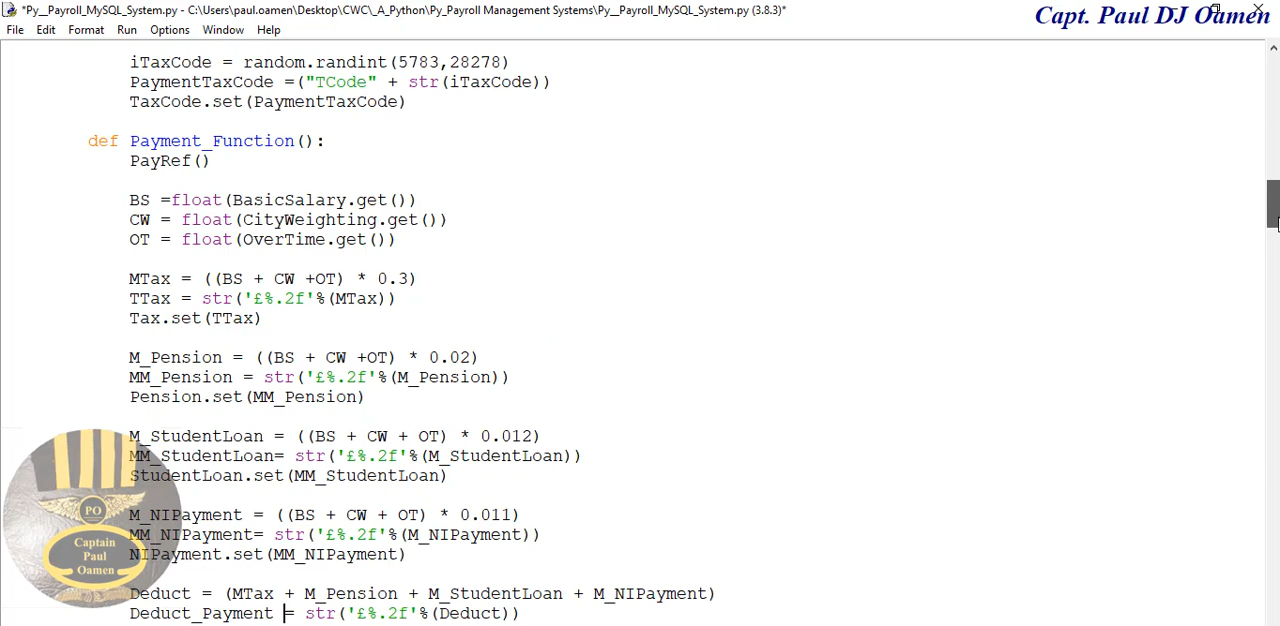 *Py__Payroll_MySQL_System.py - C:\Users\paul.oamen\Desktop\CWC\_A_Python\Py_Payroll Management Systems\Py__Payroll_MySQL_System.py (3.8.3)*
Capt. Paul DJ Oamen
File Edit Format Run Options Window Help
iTaxCode = random.randint(5783,28278)
PaymentTaxCode =("TCode" + str(iTaxCode))
TaxCode.set(PaymentTaxCode)
def Payment_Function():
PayRef()
BS =float(BasicSalary.get())
CW = float(CityWeighting.get())
OT = float(OverTime.get())
MTax = ((BS + CW +OT) * 0.3)
TTax = str('£%.2f'%(MTax))
Tax.set(TTax)
M_Pension = ((BS + CW +OT) * 0.02)
MM_Pension = str('£%.2f'%(M_Pension))
Pension.set(MM_Pension)
M_StudentLoan = ((BS + CW + OT) * 0.012)
MM_StudentLoan= str('£%.2f'%(M_StudentLoan))
StudentLoan.set(MM_StudentLoan)
M_NIPayment = ((BS + CW + OT) * 0.011)
MM_NIPayment= str('£%.2f'%(M_NIPayment))
NIPayment.set(MM_NIPayment)
Deduct = (MTax + M_Pension + M_StudentLoan + M_NIPayment)
Deduct_Payment = str('£%.2f'%(Deduct))
PO
Captain
Paul
Oamen